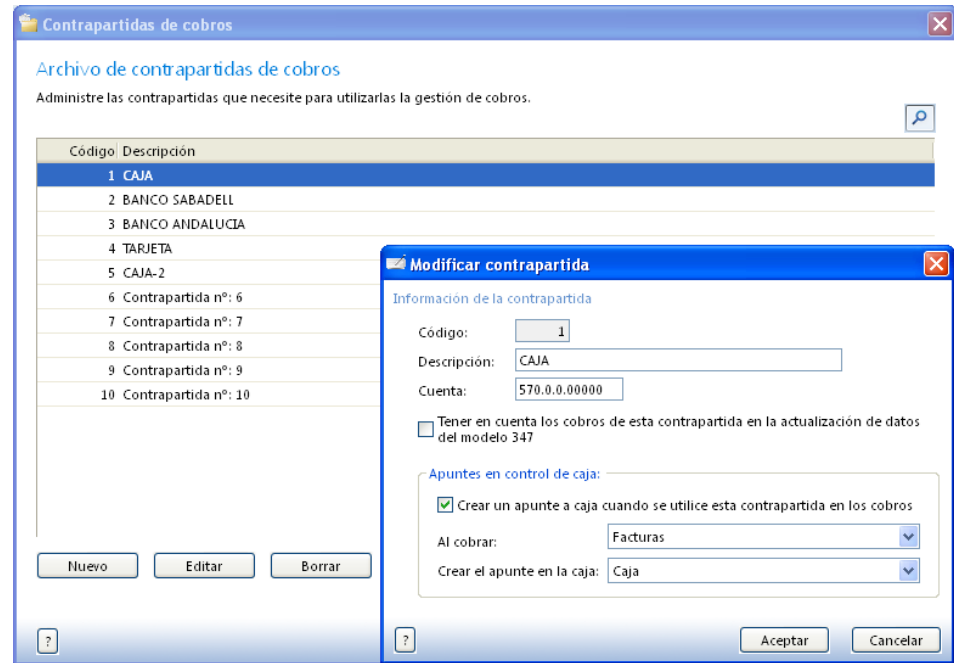 Contrapartidas de cobros
Archivo de contrapartidas de cobros
Administre las contrapartidas que necesite para utilizarlas la gestión de cobros.
Código Descripción
1 CAJA
2 BANCO SABADELL
3 BANCO ANDALUCIA
4 TARJETA
5 CAJA-2
6 Contrapartida nº: 6
7 Contrapartida nº: 7
8 Contrapartida nº: 8
9 Contrapartida nº: 9
10 Contrapartida nº: 10
Nuevo Editar Borrar
?
Modificar contrapartida
Información de la contrapartida
Código: 1
Descripción: CAJA
Cuenta: 570.0.0.00000
Tener en cuenta los cobros de esta contrapartida en la actualización de datos
del modelo 347
Apuntes en control de caja:
Crear un apunte a caja cuando se utilice esta contrapartida en los cobros
Al cobrar: Facturas
Crear el apunte en la caja: Caja
? Aceptar Cancelar